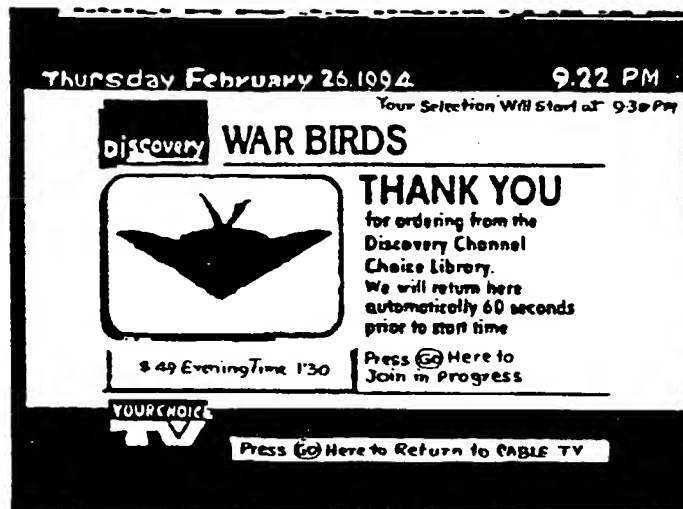 Thursday February 26.1994 9.22 PM
Your Selection Will Start at 9:30 PM
Discovery WAR BIRDS
THANK YOU
for ordering from the
Discovery Channel
Choice Library.
We will return here
automatically 60 seconds
prior to start time
$ .49 Evening Time 1'30
Press GO Here to
Join in Progress
YOUR CHOICE
TV
Press GO Here to Return to CABLE TV